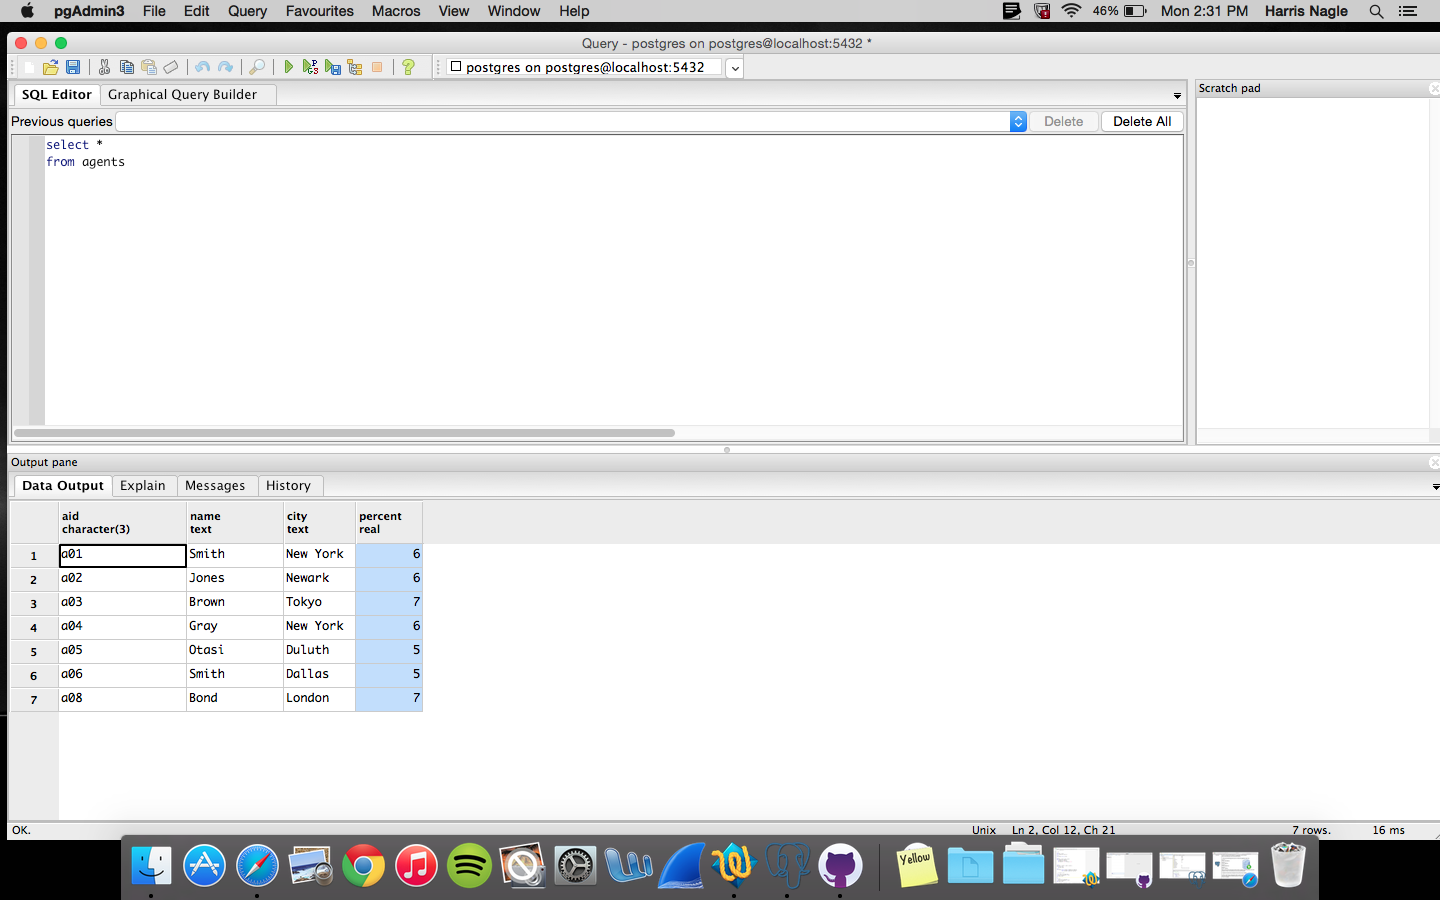 pgAdmin3 File Edit Query Favourites Macros View Window Help 46% Mon 2:31 PM Harris Nagle
Query - postgres on postgres@localhost:5432 *
postgres on postgres@localhost:5432
SQL Editor Graphical Query Builder
Scratch pad
Previous queries Delete Delete All
select *
from agents
Output pane
Data Output Explain Messages History
aid name city percent
character(3) text text real
1 a01 Smith New York 6
2 a02 Jones Newark 6
3 a03 Brown Tokyo 7
4 a04 Gray New York 6
5 a05 Otasi Duluth 5
6 a06 Smith Dallas 5
7 a08 Bond London 7
OK. Unix Ln 2, Col 12, Ch 21 7 rows. 16 ms
Yellow